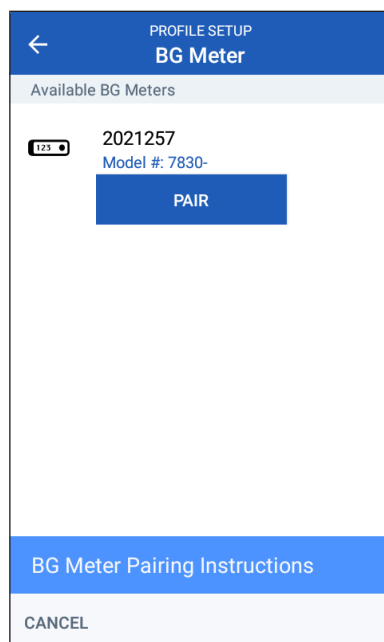 PROFILE SETUP
BG Meter
Available BG Meters
123
2021257
Model #: 7830-
PAIR
BG Meter Pairing Instructions
CANCEL